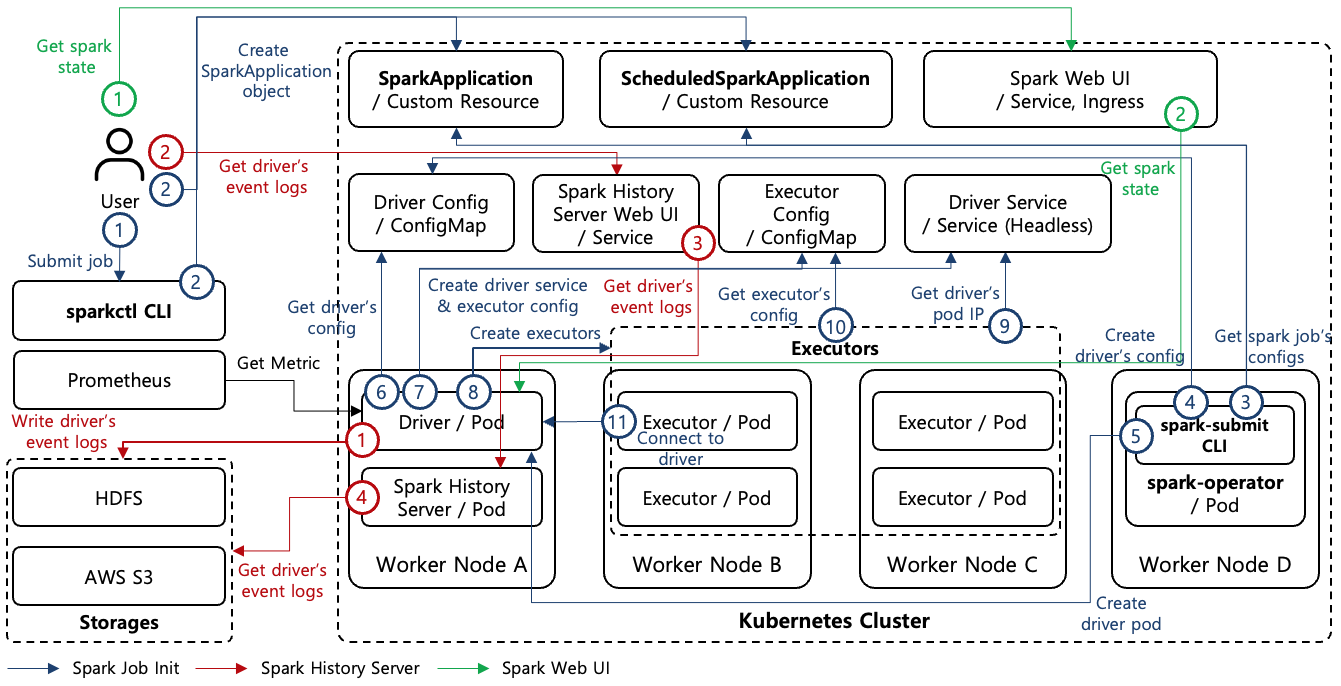 Get spark
state
1
Create
SparkApplication
object
SparkApplication
/ Custom Resource
ScheduledSparkApplication
/ Custom Resource
Spark Web UI
/ Service, Ingress
2
2
Get driver's
event logs
2
User
1
Submit job
2
sparkctl CLI
Prometheus
Get Metric
Driver Config
/ ConfigMap
Spark History
Server Web UI
/ Service
3
Executor
Config
/ ConfigMap
Driver Service
/ Service (Headless)
Get spark
state
Get driver's
config
Create driver service
& executor config
Get driver's
event logs
Get executor's
config
10
Get driver's
pod IP
9
Create executors
Executors
Create
driver's config
Get spark job's
configs
6
7
8
Driver / Pod
1
Spark History
Server / Pod
4
Worker Node A
11
Executor / Pod
Connect to
driver
Executor / Pod
Worker Node B
Executor / Pod
Executor / Pod
Worker Node C
4
3
5
spark-submit
CLI
spark-operator
/ Pod
Worker Node D
Write driver's
event logs
HDFS
AWS S3
Storages
Get driver's
event logs
Create
driver pod
Kubernetes Cluster
Spark Job Init
Spark History Server
Spark Web UI